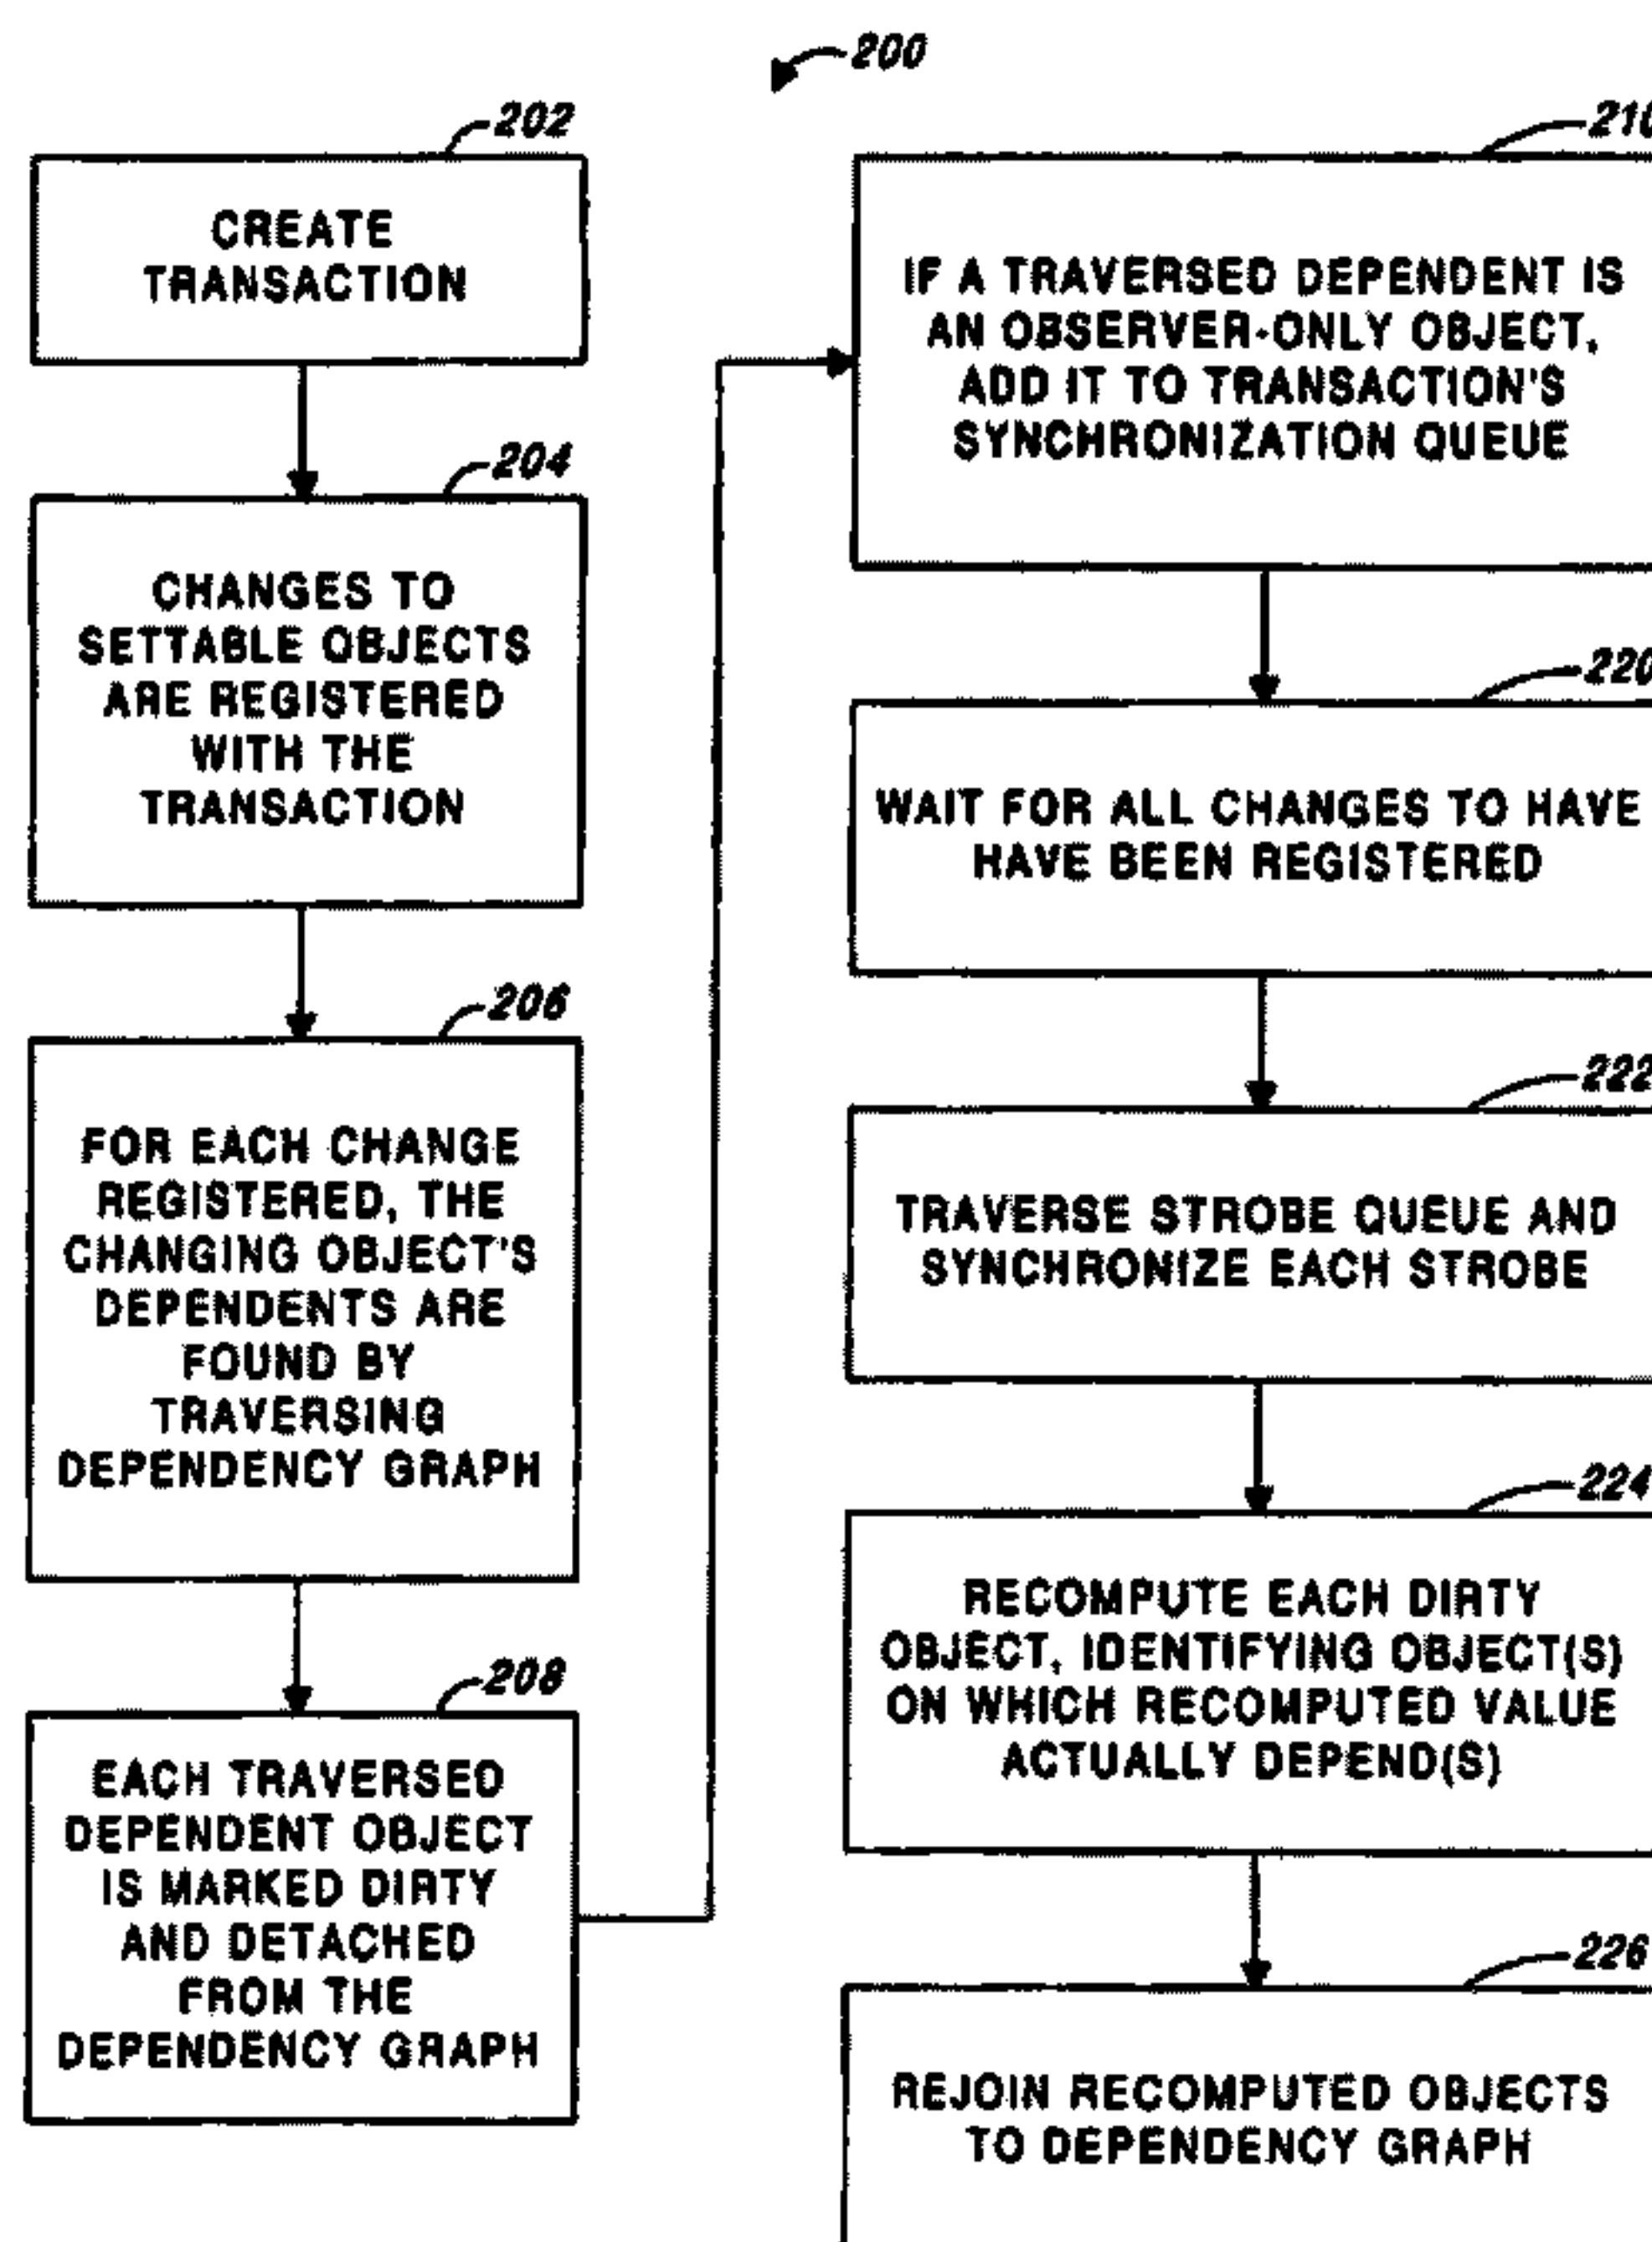 200
202
CREATE
TRANSACTION
204
CHANGES TO
SETTABLE OBJECTS
ARE REGISTERED
WITH THE
TRANSACTION
206
FOR EACH CHANGE
REGISTERED, THE
CHANGING OBJECT'S
DEPENDENTS ARE
FOUND BY
TRAVERSING
DEPENDENCY GRAPH
208
EACH TRAVERSED
DEPENDENT OBJECT
IS MARKED DIRTY
AND DETACHED
FROM THE
DEPENDENCY GRAPH
210
IF A TRAVERSED DEPENDENT IS
AN OBSERVER-ONLY OBJECT,
ADD IT TO TRANSACTION'S
SYNCHRONIZATION QUEUE
220
WAIT FOR ALL CHANGES TO HAVE
HAVE BEEN REGISTERED
222
TRAVERSE STROBE QUEUE AND
SYNCHRONIZE EACH STROBE
224
RECOMPUTE EACH DIRTY
OBJECT, IDENTIFYING OBJECT(S)
ON WHICH RECOMPUTED VALUE
ACTUALLY DEPEND(S)
226
REJOIN RECOMPUTED OBJECTS
TO DEPENDENCY GRAPH